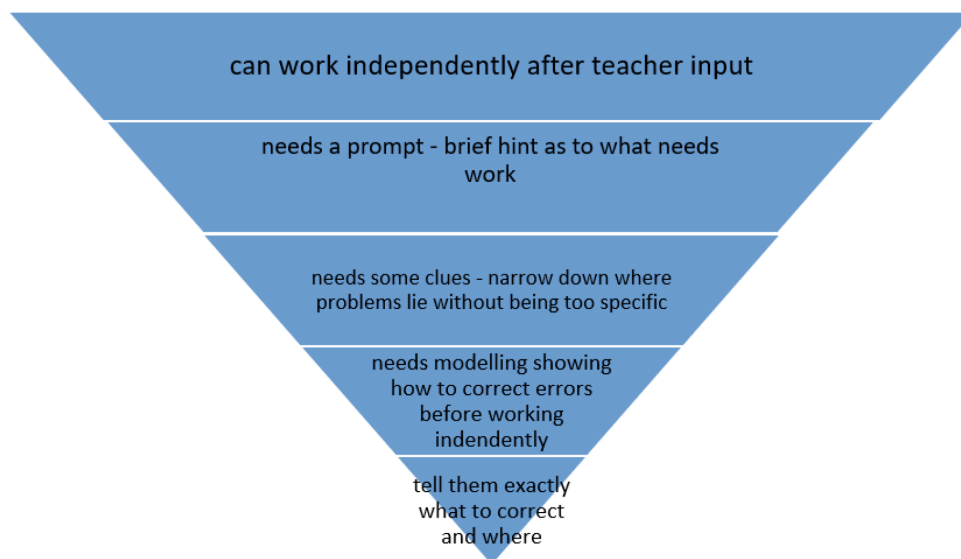 can work independently after teacher input
needs a prompt - brief hint as to what needs
work
needs some clues - narrow down where
problems lie without being too specific
needs modelling showing
how to correct errors
before working
indendently
tell them exactly
what to correct
and where